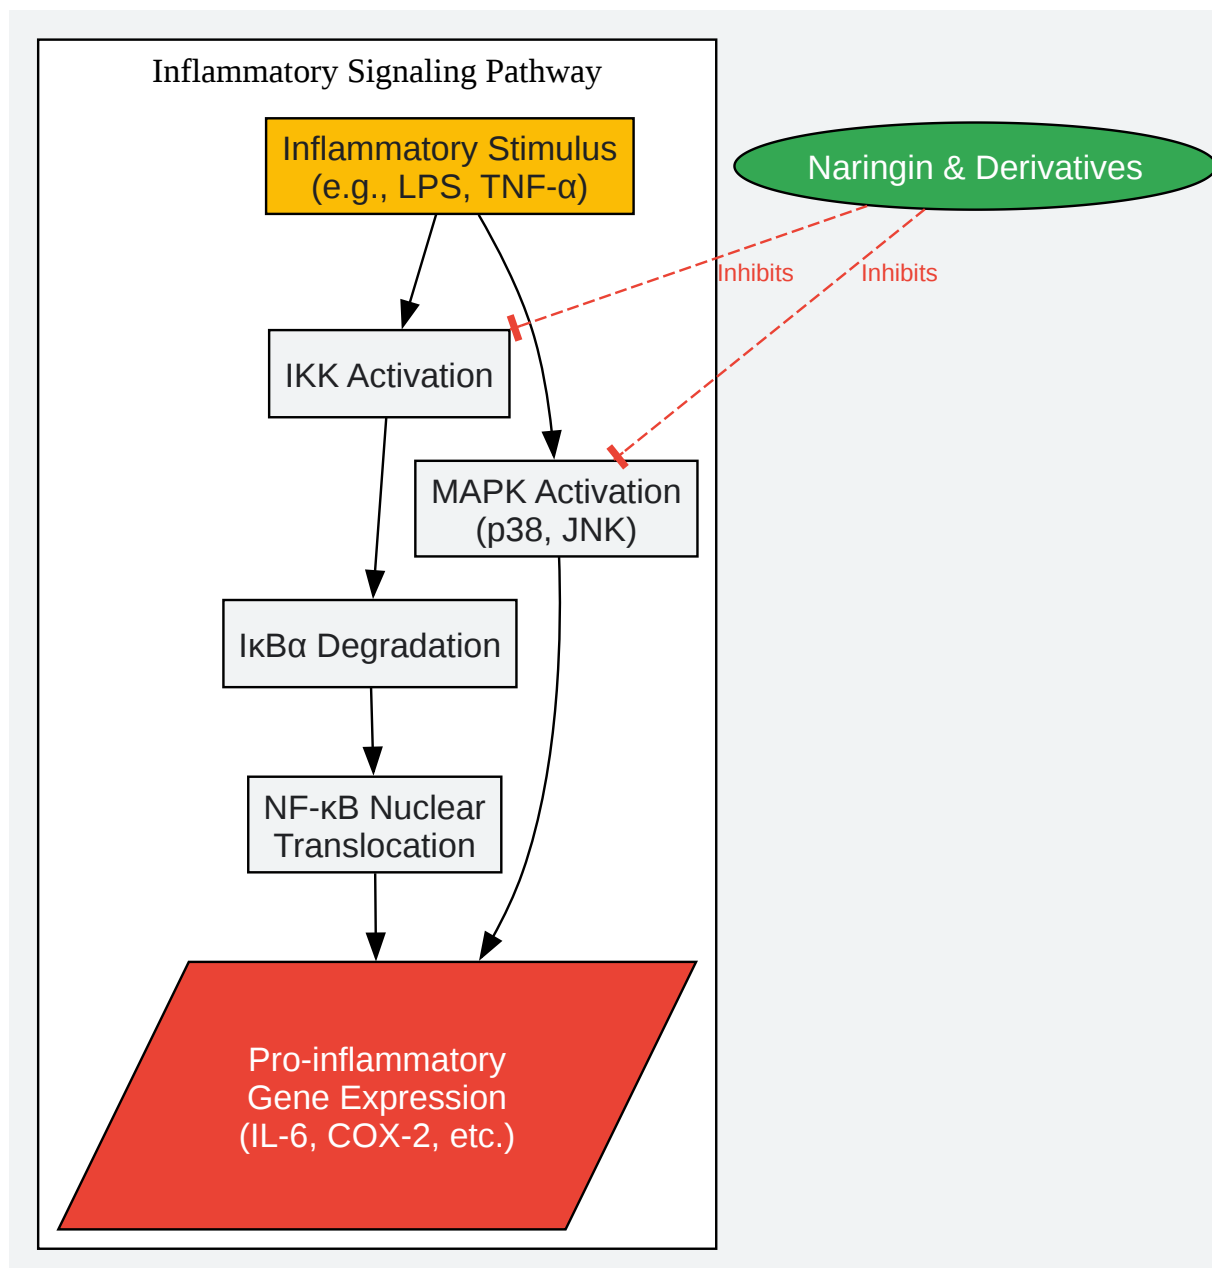 Inflammatory Signaling Pathway
Inflammatory Stimulus
(e.g., LPS, TNF-α)
Naringin & Derivatives
Inhibits
Inhibits
IKK Activation
MAPK Activation
(p38, JNK)
IκBα Degradation
NF-κB Nuclear
Translocation
Pro-inflammatory
Gene Expression
(IL-6, COX-2, etc.)